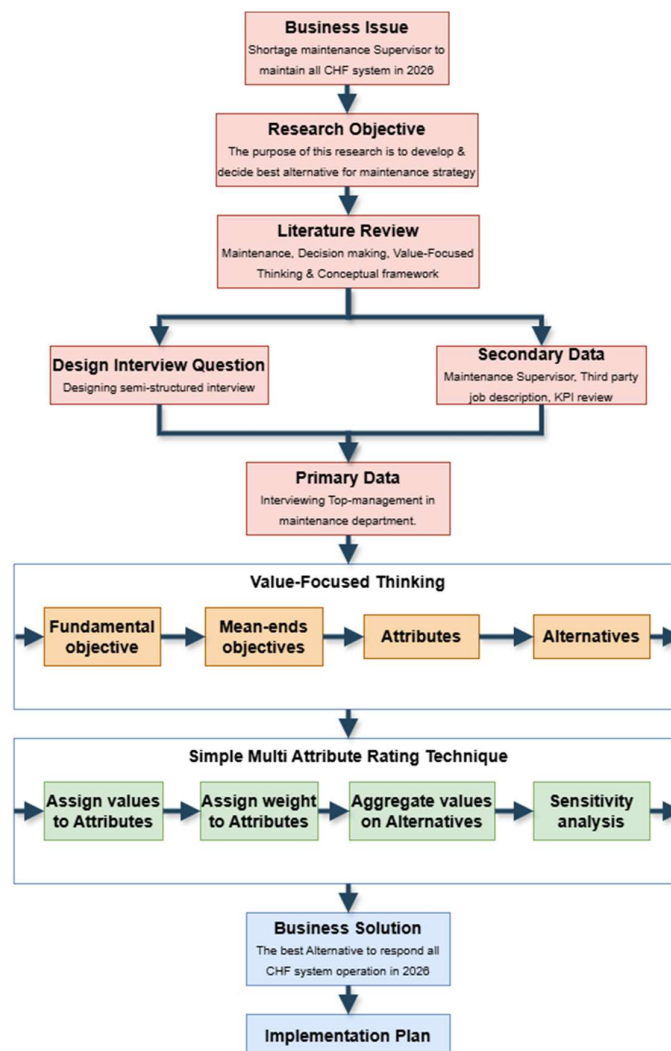 Business Issue
Shortage maintenance Supervisor to
maintain all CHF system in 2026
Research Objective
The purpose of this research is to develop &
decide best alternative for maintenance strategy
Literature Review
Maintenance, Decision making, Value-Focused
Thinking & Conceptual framework
Design Interview Question
Designing semi-structured interview
Secondary Data
Maintenance Supervisor, Third party
job description, KPI review
Primary Data
Interviewing Top-management in
maintenance department.
Value-Focused Thinking
Fundamental
objective
Mean-ends
objectives
Attributes
Alternatives
Simple Multi Attribute Rating Technique
Assign values
to Attributes
Assign weight
to Attributes
Aggregate values
on Alternatives
Sensitivity
analysis
Business Solution
The best Alternative to respond all
CHF system operation in 2026
Implementation Plan